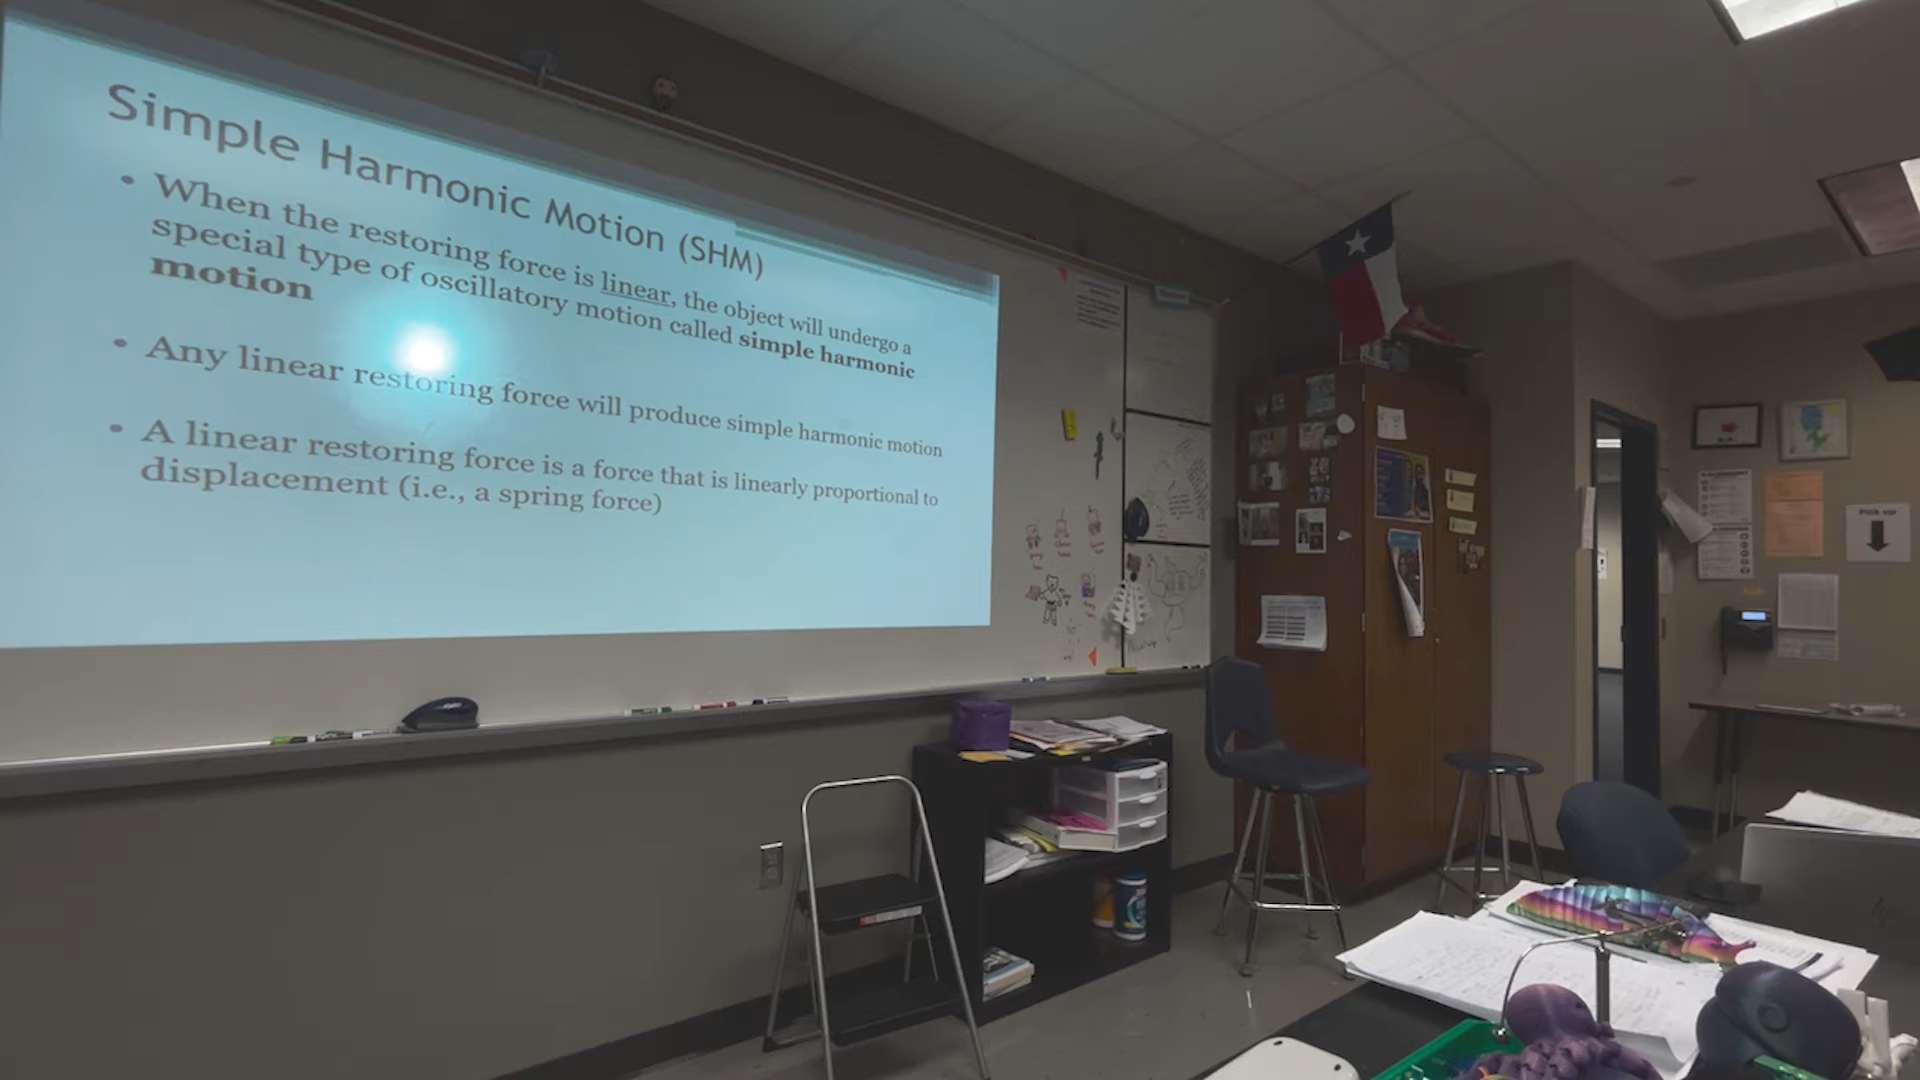 Simple Harmonic Motion (SHM)
• When the restoring force is linear, the object will undergo a
special type of oscillatory motion called simple harmonic
motion
• Any linear restoring force will produce simple harmonic motion
• A linear restoring force is a force that is linearly proportional to
displacement (i.e., a spring force)
PICK UP